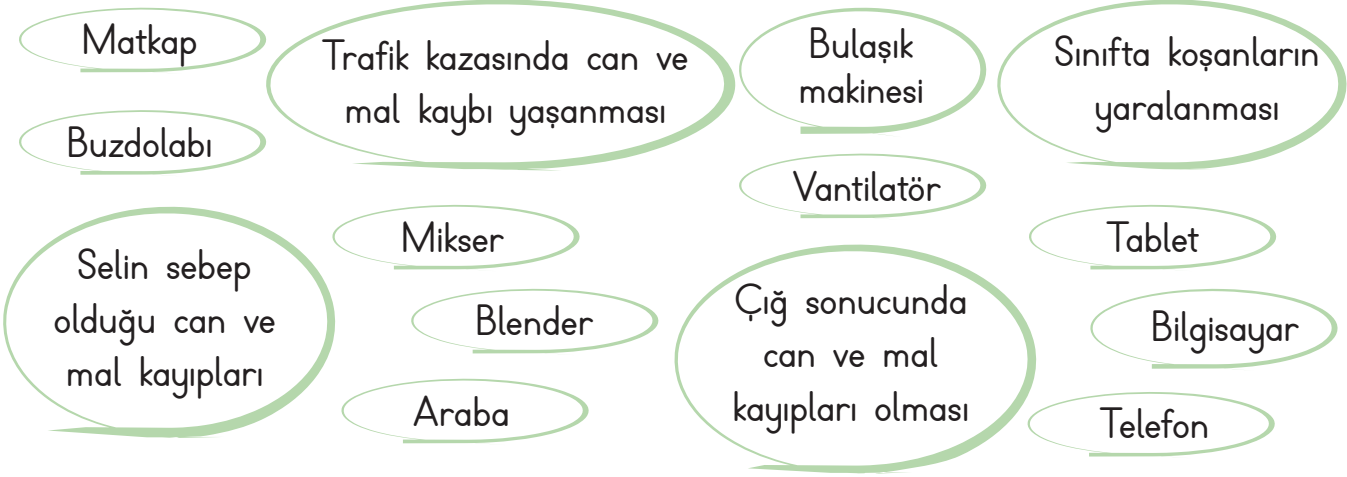 Matkap
Trafik kazasında can ve
mal kaybı yaşanması
Bulaşık
makinesi
Sınıfta koşanların
yaralanması
Buzdolabı
Vantilatör
Selin sebep
olduğu can ve
mal kayıpları
Mikser
Blender
Araba
Çığ sonucunda
can ve mal
kayıpları olması
Tablet
Bilgisayar
Telefon